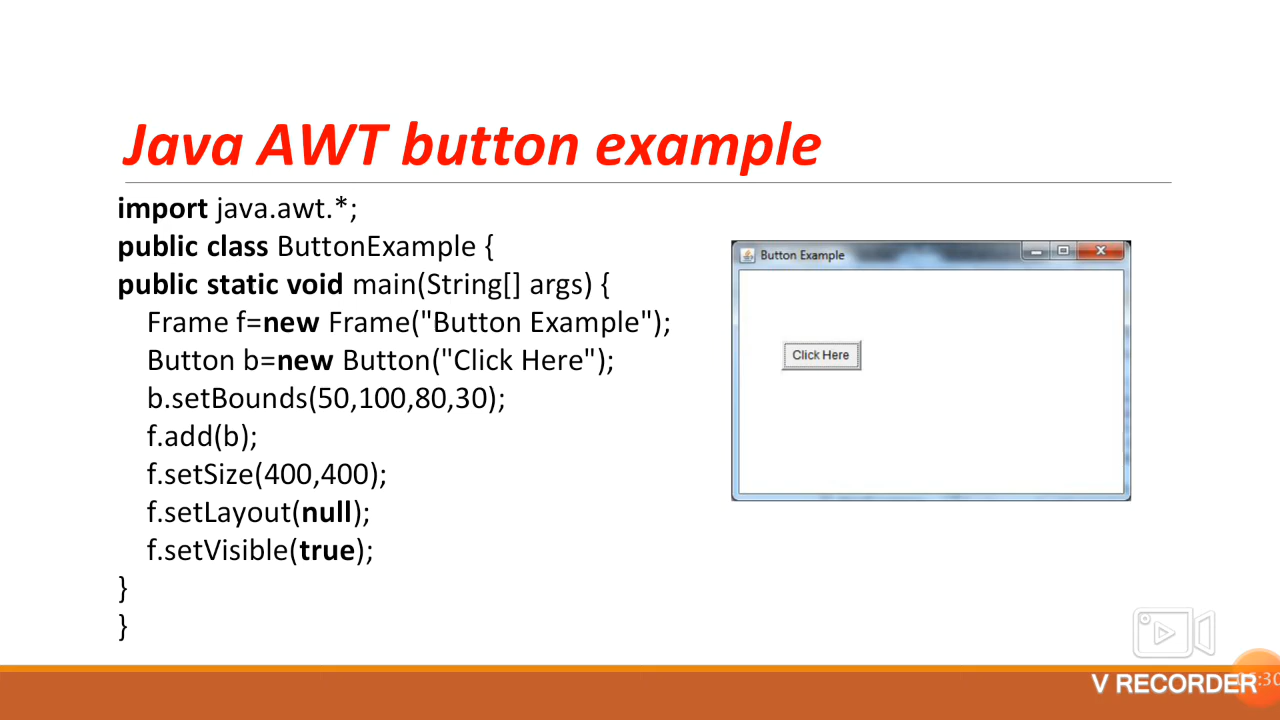 Java AWT button example
import java.awt.*;
public class ButtonExample {
public static void main(String[] args) {
Frame f=new Frame("Button Example");
Button b=new Button("Click Here");
b.setBounds(50,100,80,30);
f.add(b);
f.setSize(400,400);
f.setLayout(null);
f.setVisible(true);
}
}
Button Example
Click Here
V RECORDER